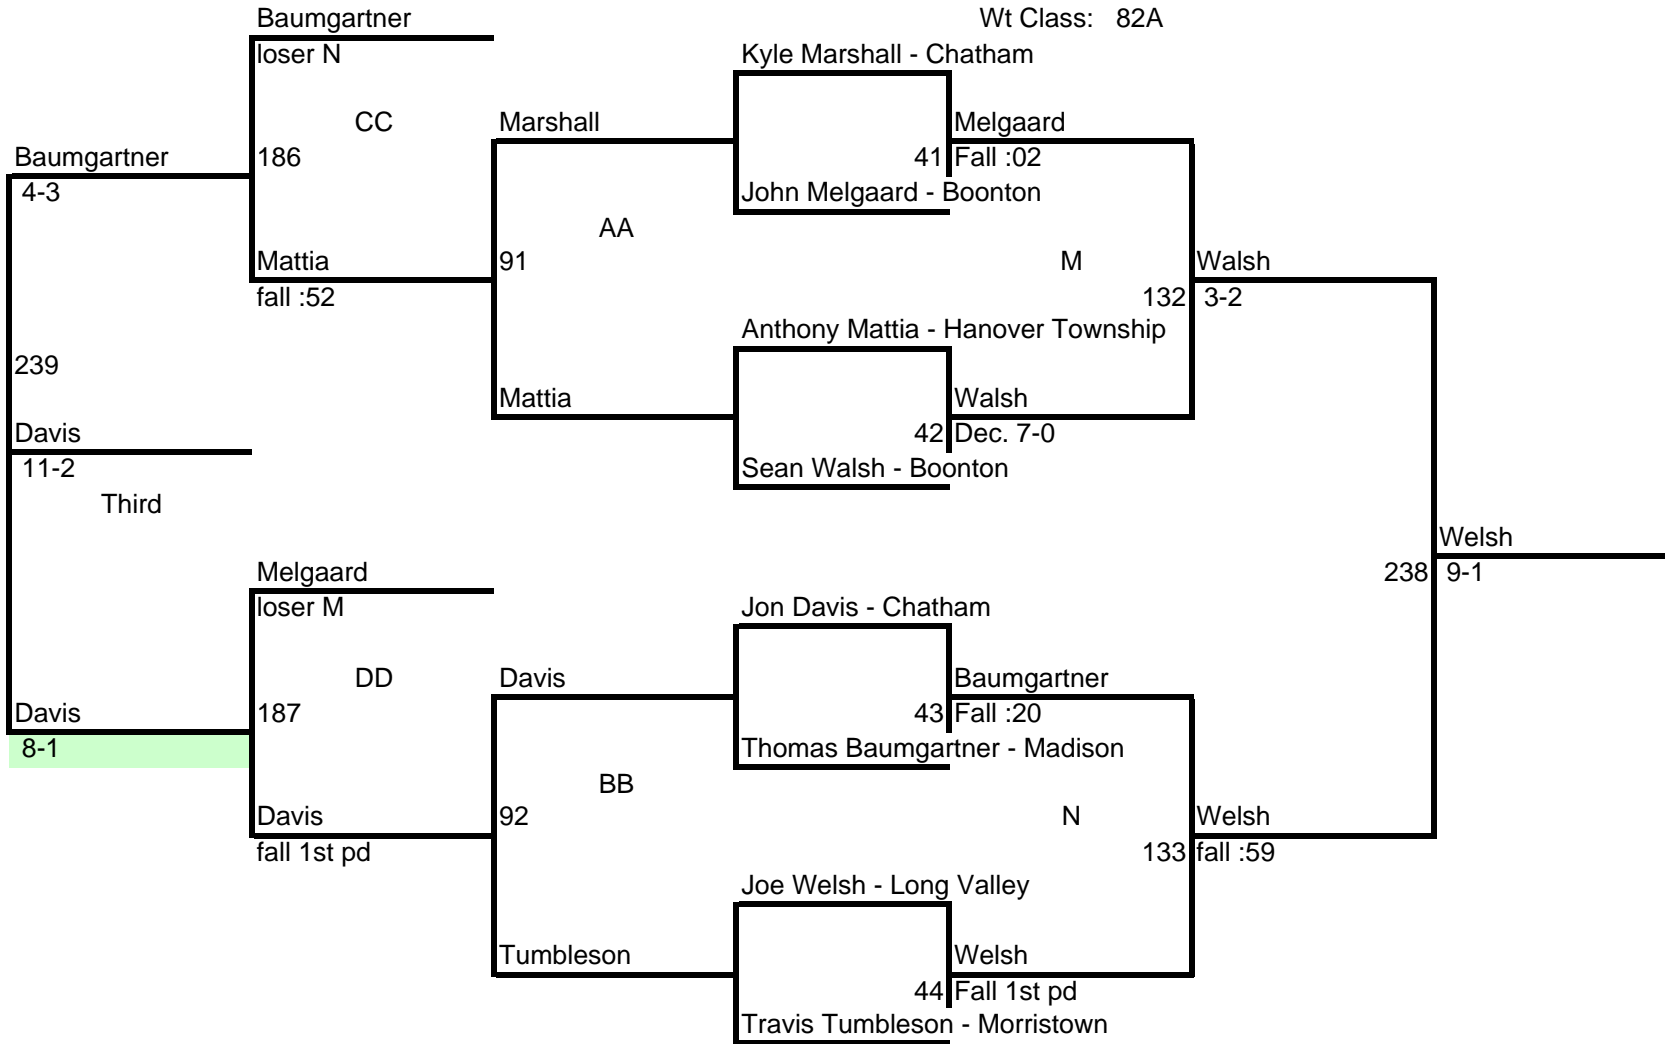 Baumgartner
Wt Class: 82A
loser N
Kyle Marshall - Chatham
CC
Marshall
Melgaard
Baumgartner
186
41
Fall :02
4-3
John Melgaard - Boonton
AA
Mattia
91
M
Walsh
fall :52
132
3-2
Anthony Mattia - Hanover Township
239
Mattia
Walsh
Davis
42
Dec. 7-0
11-2
Sean Walsh - Boonton
Third
Welsh
Melgaard
238
9-1
loser M
Jon Davis - Chatham
DD
Davis
Baumgartner
Davis
187
43
Fall :20
8-1
Thomas Baumgartner - Madison
BB
Davis
92
N
Welsh
fall 1st pd
133
fall :59
Joe Welsh - Long Valley
Tumbleson
Welsh
44
Fall 1st pd
Travis Tumbleson - Morristown